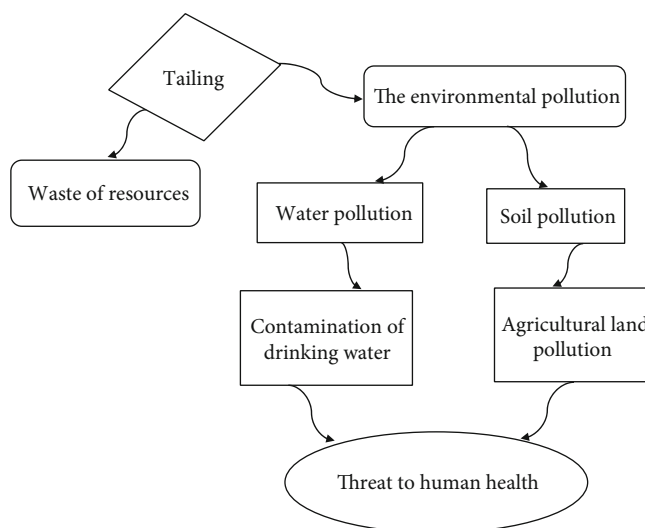 Tailing
The environmental pollution
Waste of resources
Water pollution
Soil pollution
Contamination of
drinking water
Agricultural land
pollution
Threat to human health